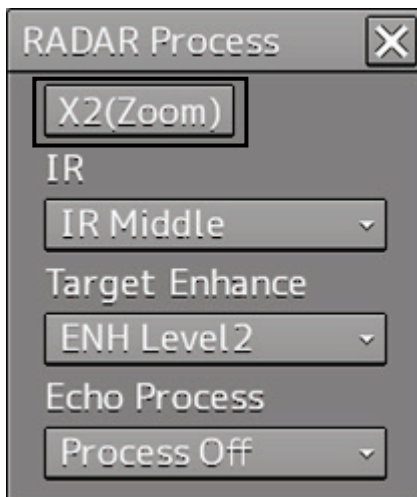 RADAR Process
X2(Zoom)
IR
IR Middle
Target Enhance
ENH Level2
Echo Process
Process Off